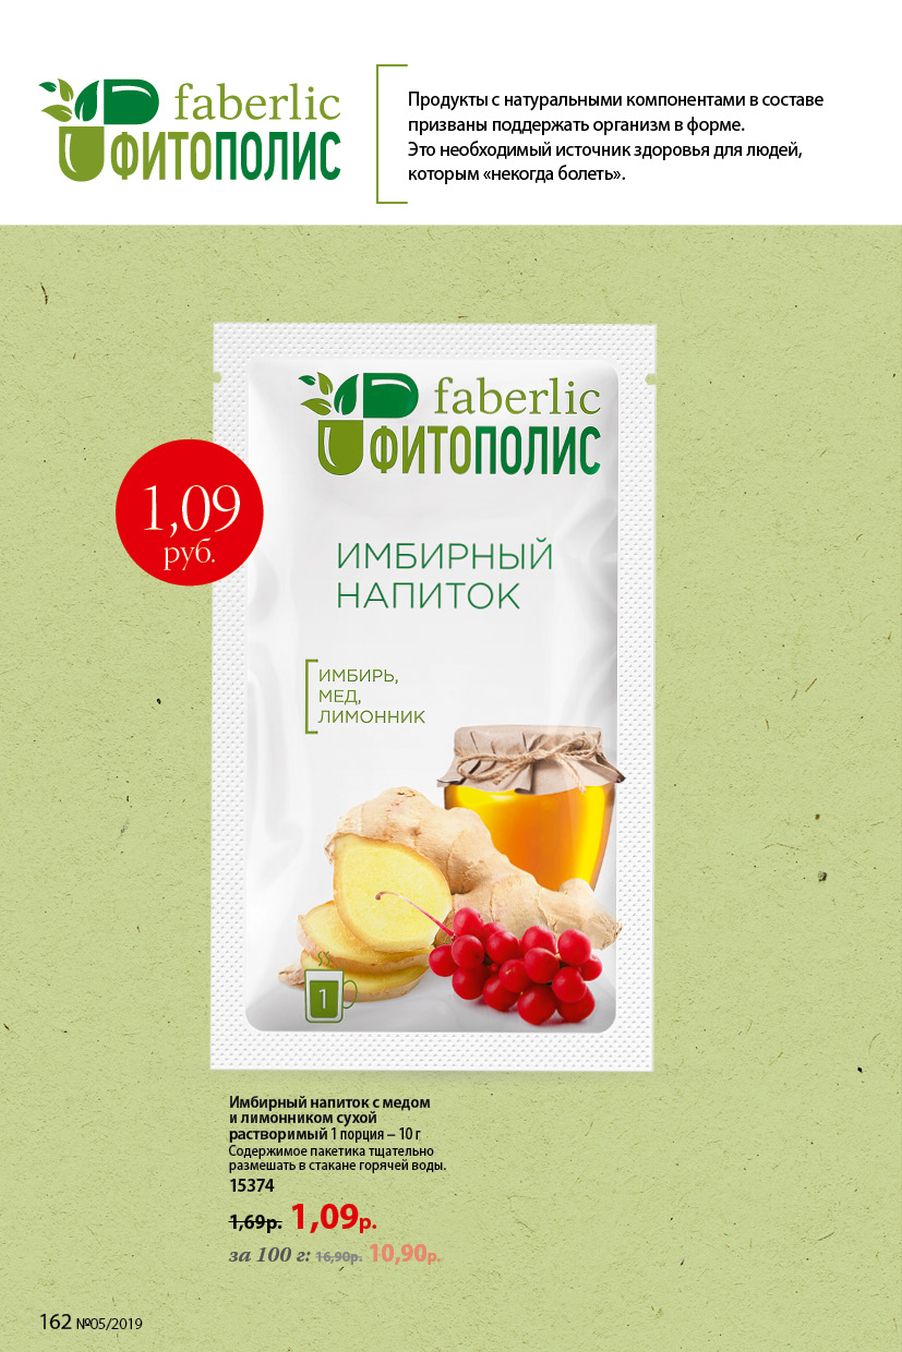 faberlic
ФИТОПОЛИС
Продукты с натуральными компонентами в составе
призваны поддержать организм в форме.
Это необходимый источник здоровья для людей,
которым «некогда болеть».
faberlic
ФИТОПОЛИС
1,09
руб.
ИМБИРНЫЙ
НАПИТОК
ИМБИРЬ,
МЕД,
ЛИМОННИК
1
Имбирный напиток с медом
и лимонником сухой
растворимый 1 порция – 10 г
Содержимое пакетика тщательно
размешать в стакане горячей воды.
15374
1,69р. 1,09р.
за 100 г: 16,90р. 10,90р.
162 №05/2019